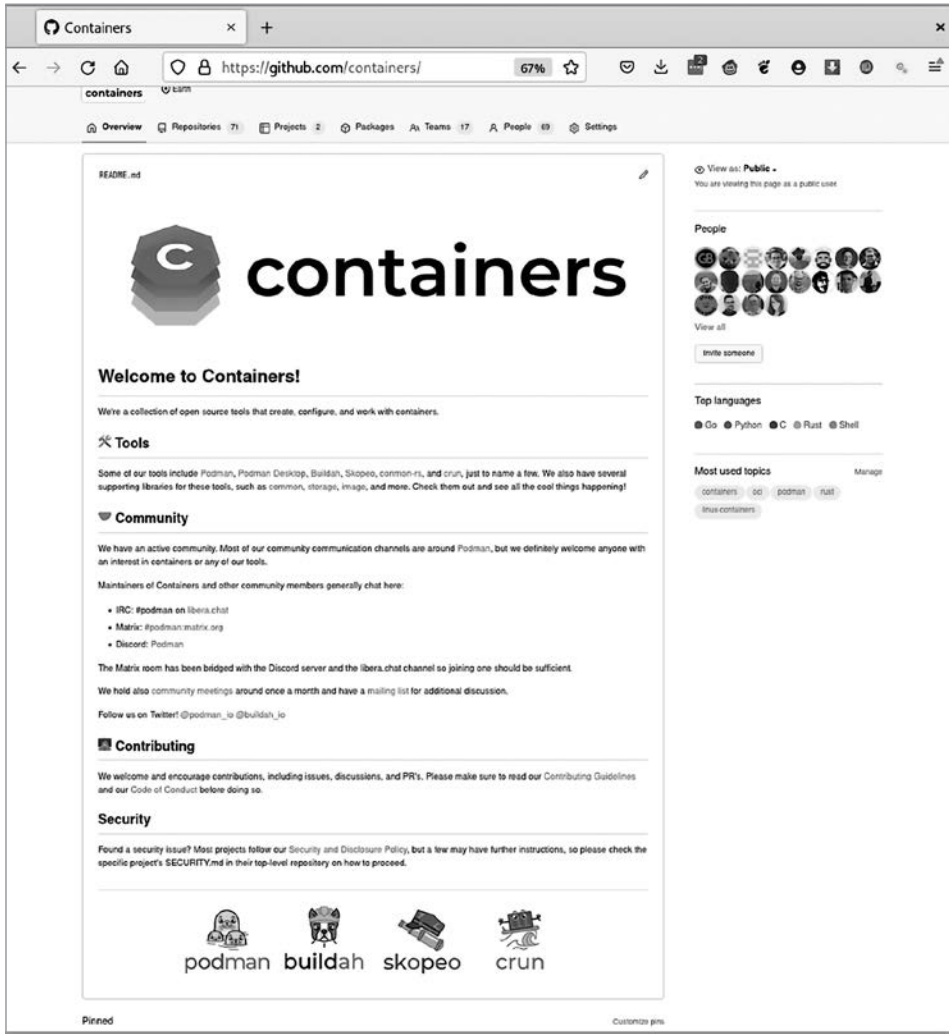 Containers
https://github.com/containers/
67%
2
containers
Earth
Overview
Repositories 71
Projects 2
Packages
Teams 17
People 69
Settings
README.md
C
containers
Welcome to Containers!
We're a collection of open source tools that create, configure, and work with containers.
Tools
Some of our tools include Podman, Podman Desktop, Buildah, Skopeo, conmon-rs, and crun, just to name a few. We also have several
supporting libraries for these tools, such as common, storage, image, and more. Check them out and see all the cool things happening!
Community
We have an active community. Most of our community communication channels are around Podman, but we definitely welcome anyone with
an interest in containers or any of our tools.
Maintainers of Containers and other community members generally chat here:
• IRC: #podman on libera.chat
• Matrix: #podman:matrix.org
• Discord: Podman
The Matrix room has been bridged with the Discord server and the libera.chat channel so joining one should be sufficient.
We hold also community meetings around once a month and have a mailing list for additional discussion.
Follow us on Twitter! @podman_io @buildah_io
Contributing
We welcome and encourage contributions, including issues, discussions, and PR's. Please make sure to read our Contributing Guidelines
and our Code of Conduct before doing so.
Security
Found a security issue? Most projects follow our Security and Disclosure Policy, but a few may have further instructions, so please check the
specific project's SECURITY.md in their top-level repository on how to proceed.
podman
buildah
skopeo
crun
Pinned
Customize pins
View as: Public
You are viewing this page as a public user.
People
GB
View all
Invite someone
Top languages
Go Python C Rust Shell
Most used topics
Manage
containers oci podman rust
linux-containers